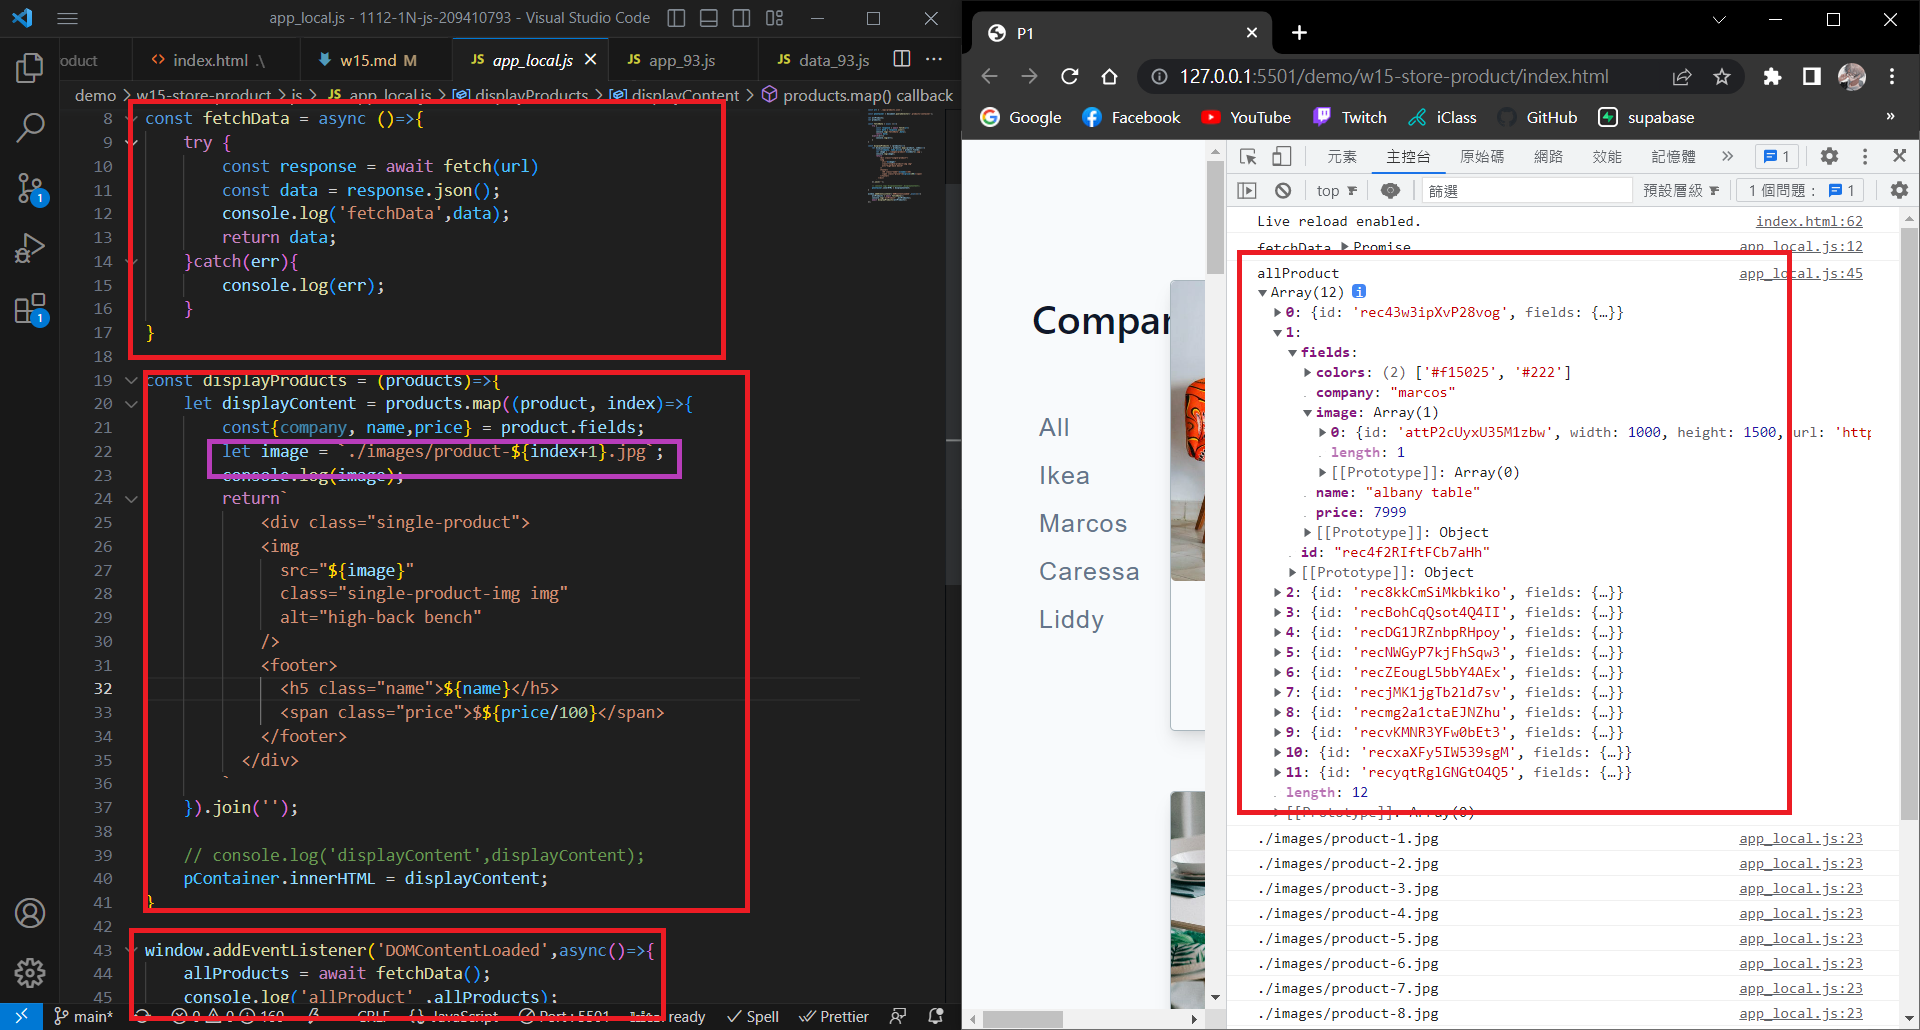 app_local.js - 1112-1N-js-209410793 - Visual Studio Code
oduct
index.html .\
w15.md M
JS app_local.js
JS app_93.js
JS data_93.js
demo > w15-store-product > js > JS app_local.js > displayProducts > displayContent > products.map() callback
8 const fetchData = async ()=>{
9 try {
10 const response = await fetch(url)
11 const data = response.json();
12 console.log('fetchData',data);
13 return data;
14 }catch(err){
15 console.log(err);
16 }
17 }
18
19 const displayProducts = (products)=>{
20 let displayContent = products.map((product, index)=>{
21 const{company, name,price} = product.fields;
22 let image = `./images/product-${index+1}.jpg`;
23 console.log(image);
24 return`
25 <div class="single-product">
26 <img
27 src="${image}"
28 class="single-product-img img"
29 alt="high-back bench"
30 />
31 <footer>
32 <h5 class="name">${name}</h5>
33 <span class="price">$${price/100}</span>
34 </footer>
35 </div>
36 `
37 }).join('');
38
39 // console.log('displayContent',displayContent);
40 pContainer.innerHTML = displayContent;
41 }
42
43 window.addEventListener('DOMContentLoaded',async()=>{
44 allProducts = await fetchData();
45 console.log('allProduct' ,allProducts);
1
1
main*
0 0 160
CRLF
{} JavaScript
Port : 5501
ready
Spell
Prettier
P1
127.0.0.1:5501/demo/w15-store-product/index.html
Google
Facebook
YouTube
Twitch
iClass
GitHub
supabase
»
Compar
All
Ikea
Marcos
Caressa
Liddy
元素
主控台
原始碼
網路
效能
記憶體
»
1
top
篩選
預設層級
1 個問題：
1
Live reload enabled. index.html:62
fetchData ▶Promise app_local.js:12
allProduct app_local.js:45
▼Array(12) i
▶0: {id: 'rec43w3ipXvP28vog', fields: {…}}
▼1:
▼fields:
▶colors: (2) ['#f15025', '#222']
company: "marcos"
▼image: Array(1)
▶0: {id: 'attP2cUyxU35M1zbw', width: 1000, height: 1500, url: 'http
length: 1
▶[[Prototype]]: Array(0)
name: "albany table"
price: 7999
▶[[Prototype]]: Object
id: "rec4f2RIftFCb7aHh"
▶[[Prototype]]: Object
▶2: {id: 'rec8kkCmSiMkbkiko', fields: {…}}
▶3: {id: 'recBohCqQsot4Q4II', fields: {…}}
▶4: {id: 'recDG1JRZnbpRHpoy', fields: {…}}
▶5: {id: 'recNWGyP7kjFhSqw3', fields: {…}}
▶6: {id: 'recZEougL5bbY4AEx', fields: {…}}
▶7: {id: 'recjMK1jgTb2ld7sv', fields: {…}}
▶8: {id: 'recmg2a1ctaEJNZhu', fields: {…}}
▶9: {id: 'recvKMNR3YFw0bEt3', fields: {…}}
▶10: {id: 'recxaXFy5IW539sgM', fields: {…}}
▶11: {id: 'recyqtRglGNGtO4Q5', fields: {…}}
length: 12
▶[[Prototype]]: Array(0)
./images/product-1.jpg app_local.js:23
./images/product-2.jpg app_local.js:23
./images/product-3.jpg app_local.js:23
./images/product-4.jpg app_local.js:23
./images/product-5.jpg app_local.js:23
./images/product-6.jpg app_local.js:23
./images/product-7.jpg app_local.js:23
./images/product-8.jpg app_local.js:23